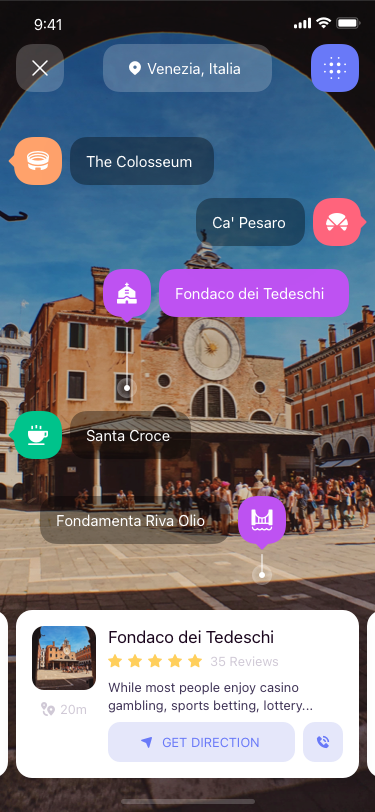 9:41
Venezia, Italia
The Colosseum
Ca' Pesaro
Fondaco dei Tedeschi
Santa Croce
Fondamenta Riva Olio
Fondaco dei Tedeschi
35 Reviews
While most people enjoy casino
gambling, sports betting, lottery...
20m
GET DIRECTION